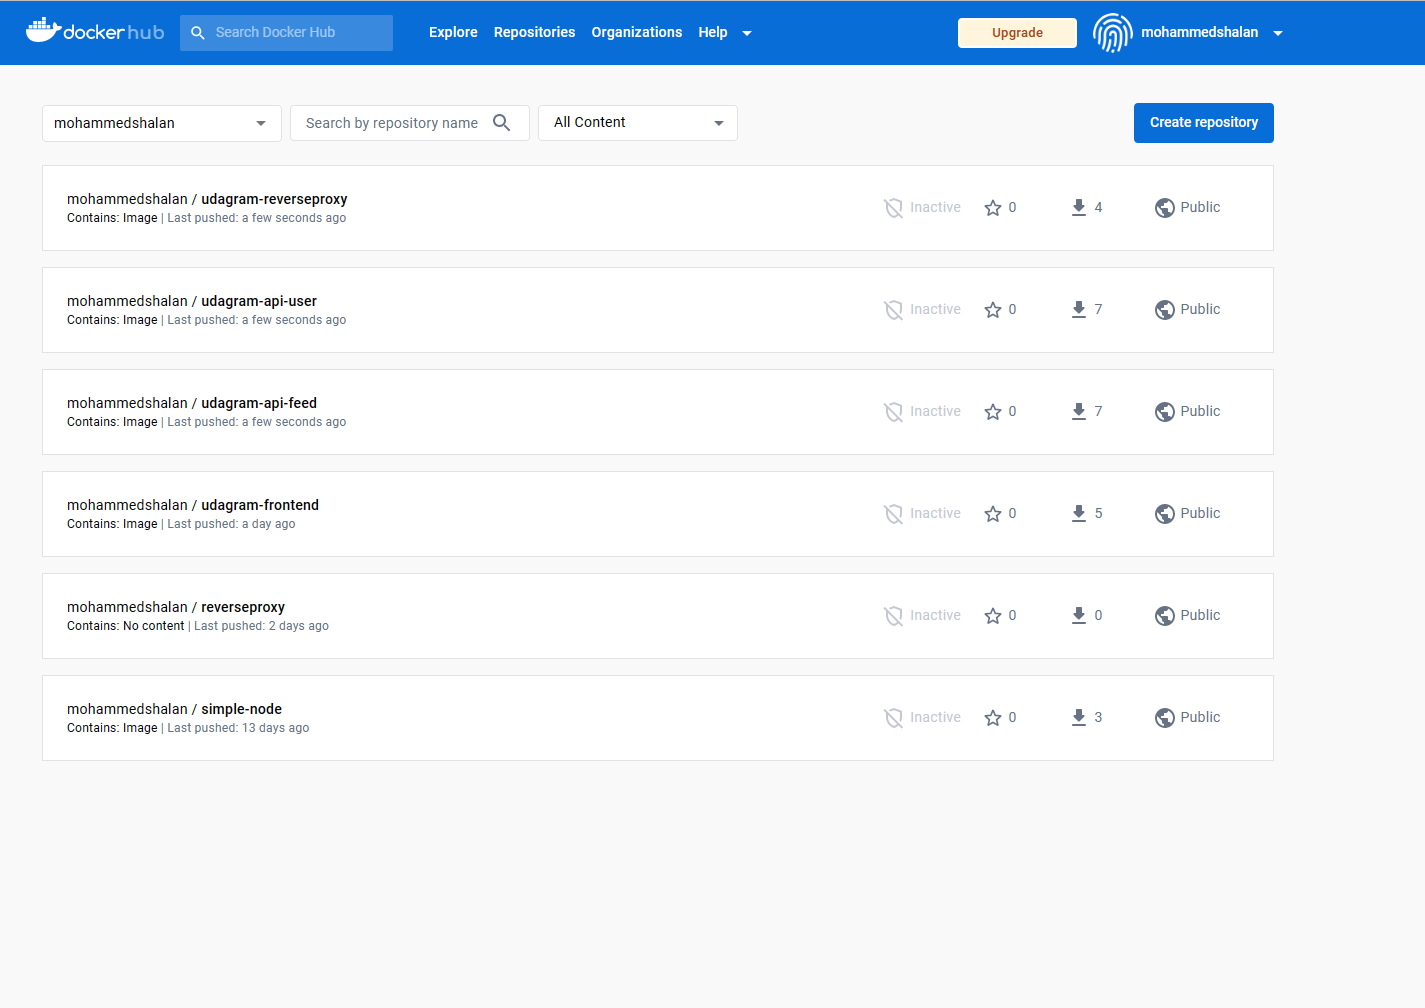 docker hub
Search Docker Hub
Explore Repositories Organizations Help
Upgrade
mohammedshalan
mohammedshalan
Search by repository name
All Content
Create repository
mohammedshalan / udagram-reverseproxy
Contains: Image | Last pushed: a few seconds ago
Inactive 0 4 Public
mohammedshalan / udagram-api-user
Contains: Image | Last pushed: a few seconds ago
Inactive 0 7 Public
mohammedshalan / udagram-api-feed
Contains: Image | Last pushed: a few seconds ago
Inactive 0 7 Public
mohammedshalan / udagram-frontend
Contains: Image | Last pushed: a day ago
Inactive 0 5 Public
mohammedshalan / reverseproxy
Contains: No content | Last pushed: 2 days ago
Inactive 0 0 Public
mohammedshalan / simple-node
Contains: Image | Last pushed: 13 days ago
Inactive 0 3 Public